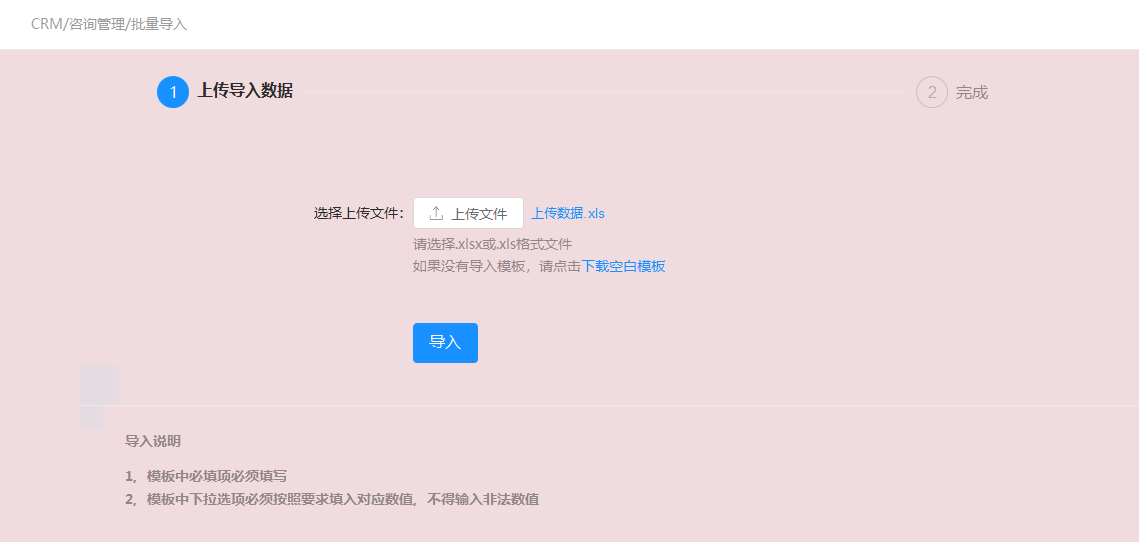 CRM/咨询管理/批量导入
1 上传导入数据 2 完成
选择上传文件： 上传文件 上传数据.xls
请选择.xlsx或.xls格式文件
如果没有导入模板，请点击下载空白模板
导入
导入说明
1，模板中必填项必须填写
2，模板中下拉选项必须按照要求填入对应数值，不得输入非法数值